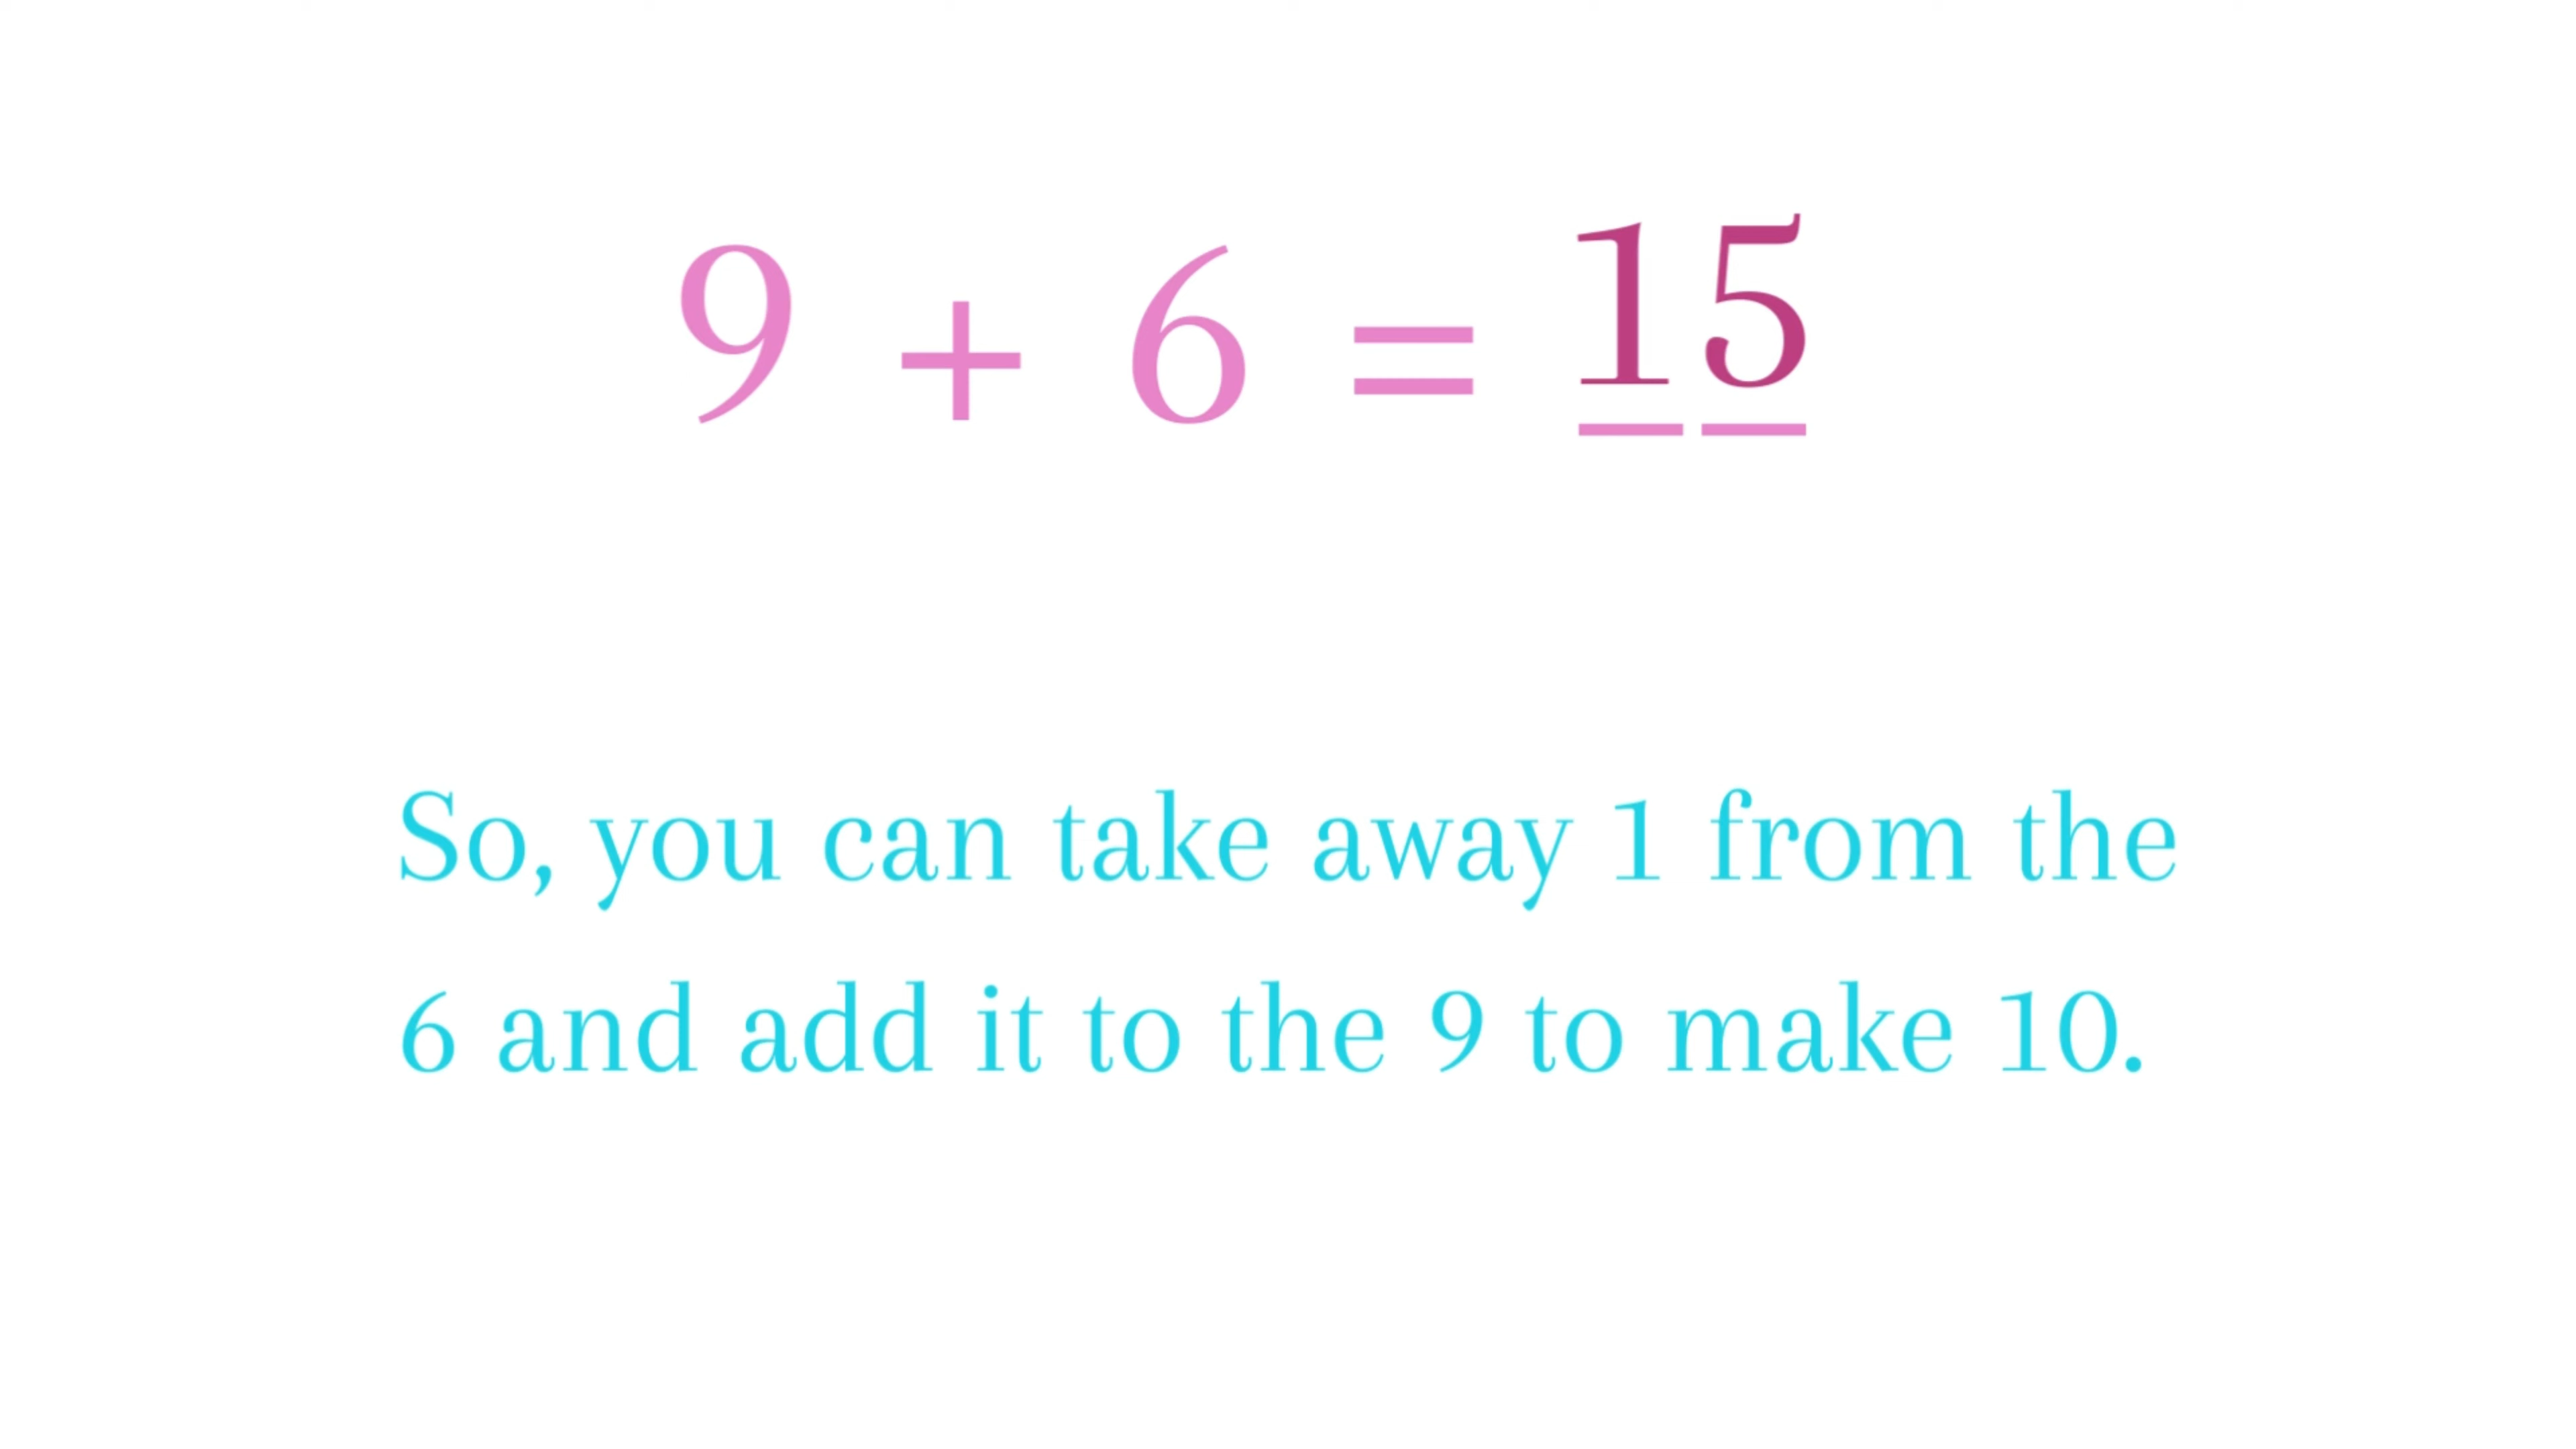 9 + 6 = 15
So, you can take away 1 from the
6 and add it to the 9 to make 10.